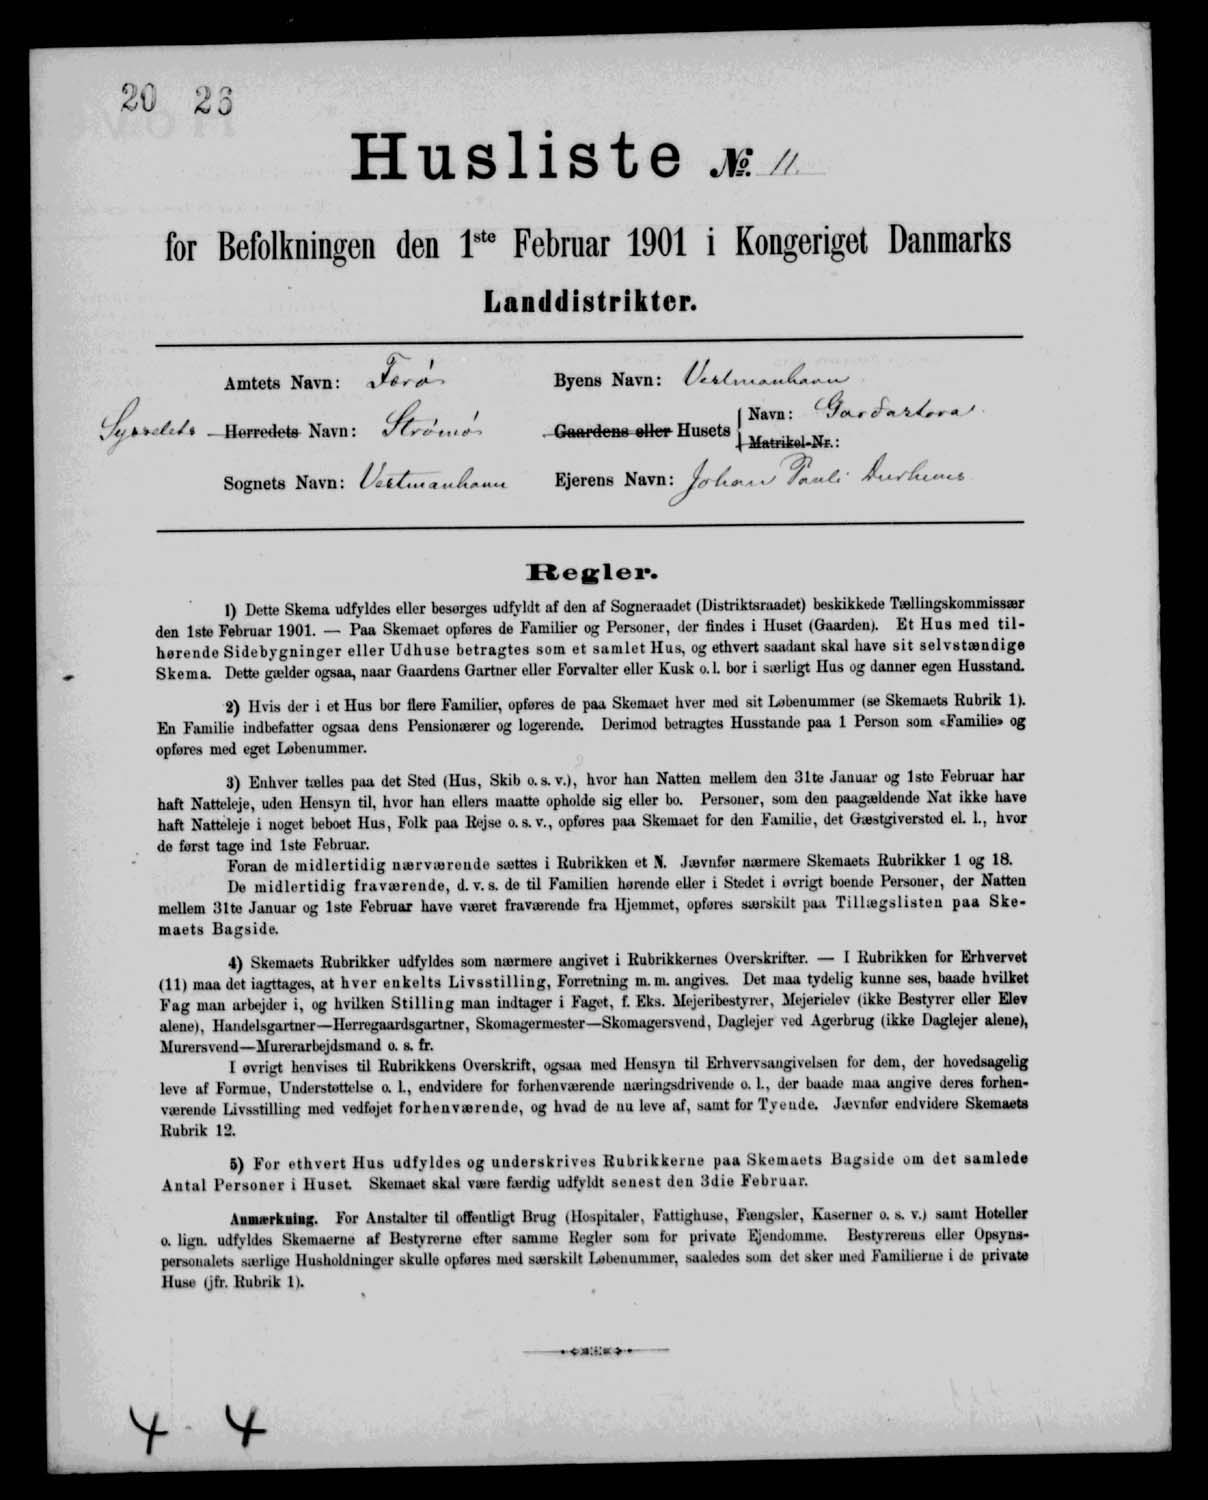 20 26
Husliste № 11.
for Befolkningen den 1ste Februar 1901 i Kongeriget Danmarks
Landdistrikter.
Amtets Navn: Færø Byens Navn: Vestmanhavn
Sysselets Herredets Navn: Strømø Gaardens eller Husets Navn: Garðastova
Matrikel-Nr.:
Sognets Navn: Vestmanhavn Ejerens Navn: Johan Pauli Durhuus
Regler.
1) Dette Skema udfyldes eller besørges udfyldt af den af Sogneraadet (Distriktsraadet) beskikkede Tællingskommissær
den 1ste Februar 1901. — Paa Skemaet opføres de Familier og Personer, der findes i Huset (Gaarden). Et Hus med til-
hørende Sidebygninger eller Udhuse betragtes som et samlet Hus, og ethvert saadant skal have sit selvstændige
Skema. Dette gælder ogsaa, naar Gaardens Gartner eller Forvalter eller Kusk o. l. bor i særligt Hus og danner egen Husstand.
2) Hvis der i et Hus bor flere Familier, opføres de paa Skemaet hver med sit Løbenummer (se Skemaets Rubrik 1).
En Familie indbefatter ogsaa dens Pensionærer og logerende. Derimod betragtes Husstande paa 1 Person som «Familie» og
opføres med eget Løbenummer.
3) Enhver tælles paa det Sted (Hus, Skib o. s. v.), hvor han Natten mellem den 31te Januar og 1ste Februar har
haft Natteleje, uden Hensyn til, hvor han ellers maatte opholde sig eller bo. Personer, som den paagældende Nat ikke have
haft Natteleje i noget beboet Hus, Folk paa Rejse o. s. v., opføres paa Skemaet for den Familie, det Gæstgiversted el. l., hvor
de først tage ind 1ste Februar.
Foran de midlertidig nærværende sættes i Rubrikken et N. Jævnfør nærmere Skemaets Rubrikker 1 og 18.
De midlertidig fraværende, d. v. s. de til Familien hørende eller i Stedet i øvrigt boende Personer, der Natten
mellem 31te Januar og 1ste Februar have været fraværende fra Hjemmet, opføres særskilt paa Tillægslisten paa Ske-
maets Bagside.
4) Skemaets Rubrikker udfyldes som nærmere angivet i Rubrikkernes Overskrifter. — I Rubrikken for Erhvervet
(11) maa det iagttages, at hver enkelts Livsstilling, Forretning m. m. angives. Det maa tydelig kunne ses, baade hvilket
Fag man arbejder i, og hvilken Stilling man indtager i Faget, f. Eks. Mejeribestyrer, Mejerielev (ikke Bestyrer eller Elev
alene), Handelsgartner—Herregaardsgartner, Skomagermester—Skomagersvend, Daglejer ved Agerbrug (ikke Daglejer alene),
Murersvend—Murerarbejdsmand o. s. fr.
I øvrigt henvises til Rubrikkens Overskrift, ogsaa med Hensyn til Erhvervsangivelsen for dem, der hovedsagelig
leve af Formue, Understøttelse o. l., endvidere for forhenværende næringsdrivende o. l., der baade maa angive deres forhen-
værende Livsstilling med vedføjet forhenværende, og hvad de nu leve af, samt for Tyende. Jævnfør endvidere Skemaets
Rubrik 12.
5) For ethvert Hus udfyldes og underskrives Rubrikkerne paa Skemaets Bagside om det samlede
Antal Personer i Huset. Skemaet skal være færdig udfyldt senest den 3die Februar.
Anmærkning. For Anstalter til offentligt Brug (Hospitaler, Fattighuse, Fængsler, Kaserner o. s. v.) samt Hoteller
o. lign. udfyldes Skemaerne af Bestyrerne efter samme Regler som for private Ejendomme. Bestyrerens eller Opsyns-
personalets særlige Husholdninger skulle opføres med særskilt Løbenummer, saaledes som det sker med Familierne i de private
Huse (jfr. Rubrik 1).
4 4